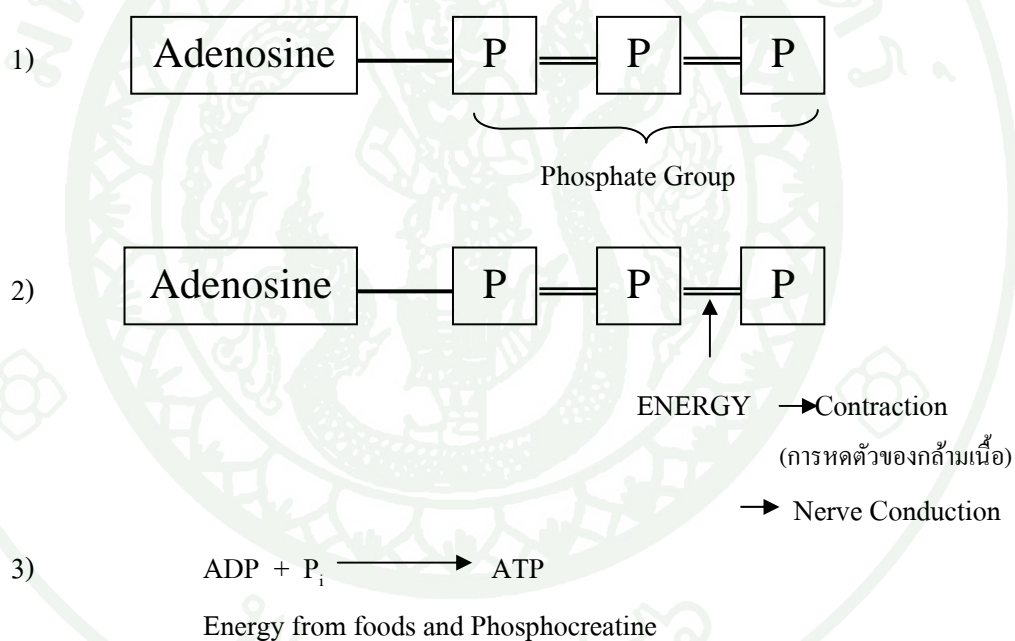 1) Adenosine P P P
Phosphate Group
2) Adenosine P P P
ENERGY → Contraction
(การหดตัวของกล้ามเนื้อ)
→ Nerve Conduction
3) ADP + Pi → ATP
Energy from foods and Phosphocreatine